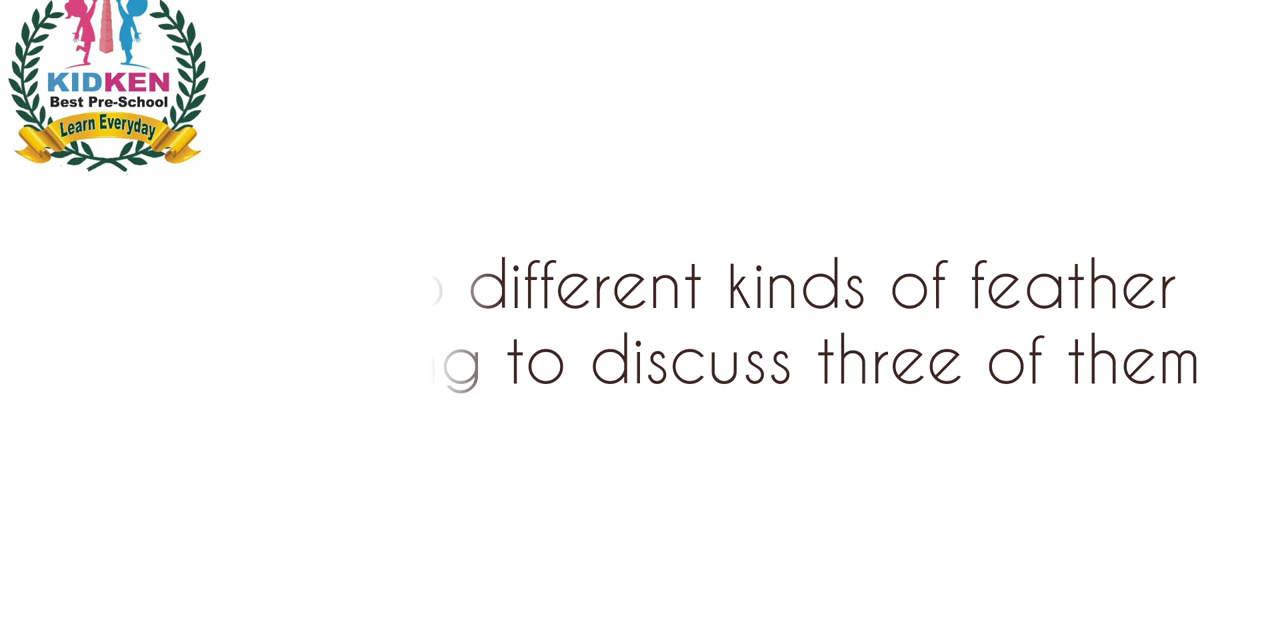 KIDKEN
Best Pre-School
Learn Everyday
different kinds of feather
to discuss three of them